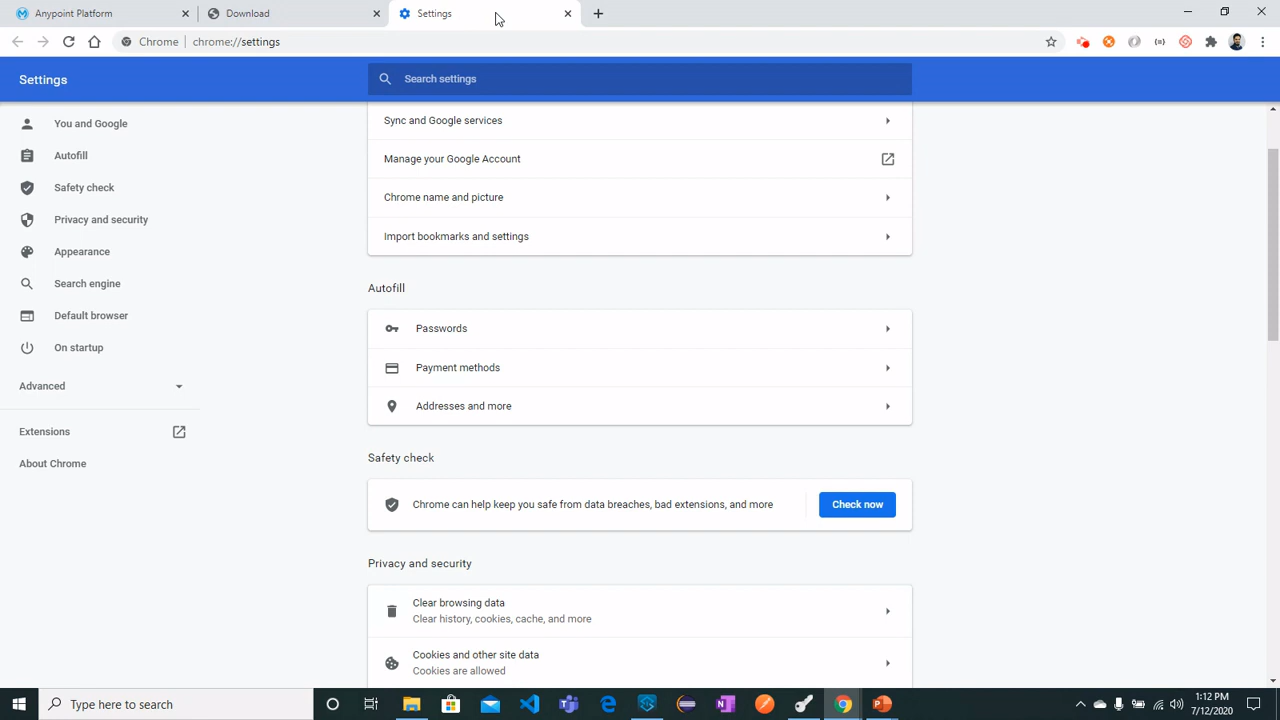 Anypoint Platform
Download
Settings
Chrome
chrome://settings
Settings
Search settings
You and Google
Autofill
Safety check
Privacy and security
Appearance
Search engine
Default browser
On startup
Advanced
Extensions
About Chrome
Sync and Google services
Manage your Google Account
Chrome name and picture
Import bookmarks and settings
Autofill
Passwords
Payment methods
Addresses and more
Safety check
Chrome can help keep you safe from data breaches, bad extensions, and more
Check now
Privacy and security
Clear browsing data
Clear history, cookies, cache, and more
Cookies and other site data
Cookies are allowed
Type here to search
1:12 PM
7/12/2020